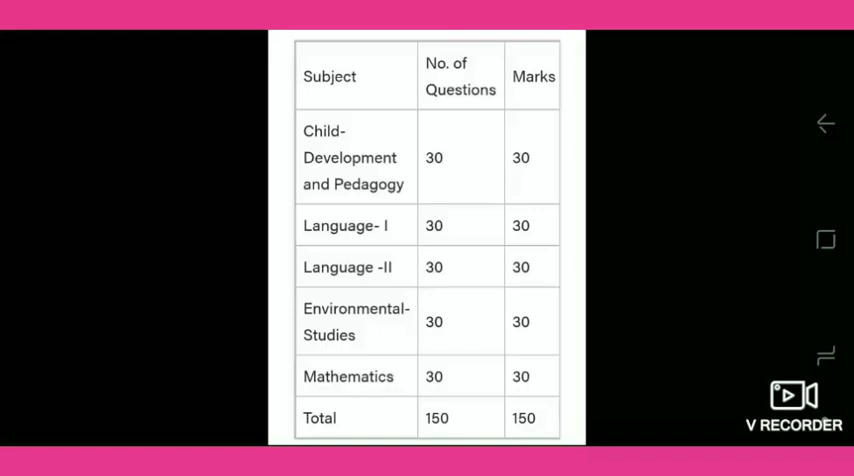 Subject No. of Questions Marks
Child-Development and Pedagogy 30 30
Language- I 30 30
Language -II 30 30
Environmental-Studies 30 30
Mathematics 30 30
Total 150 150
V RECORDER